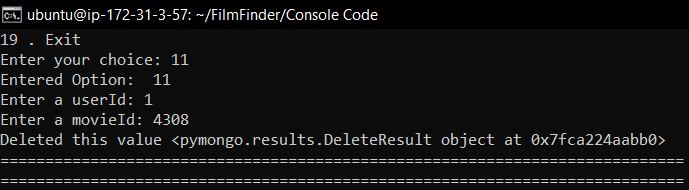 ubuntu@ip-172-31-3-57: ~/FilmFinder/Console Code
19 . Exit
Enter your choice: 11
Entered Option:  11
Enter a userId: 1
Enter a movieId: 4308
Deleted this value <pymongo.results.DeleteResult object at 0x7fca224aabb0>
============================================================================
============================================================================